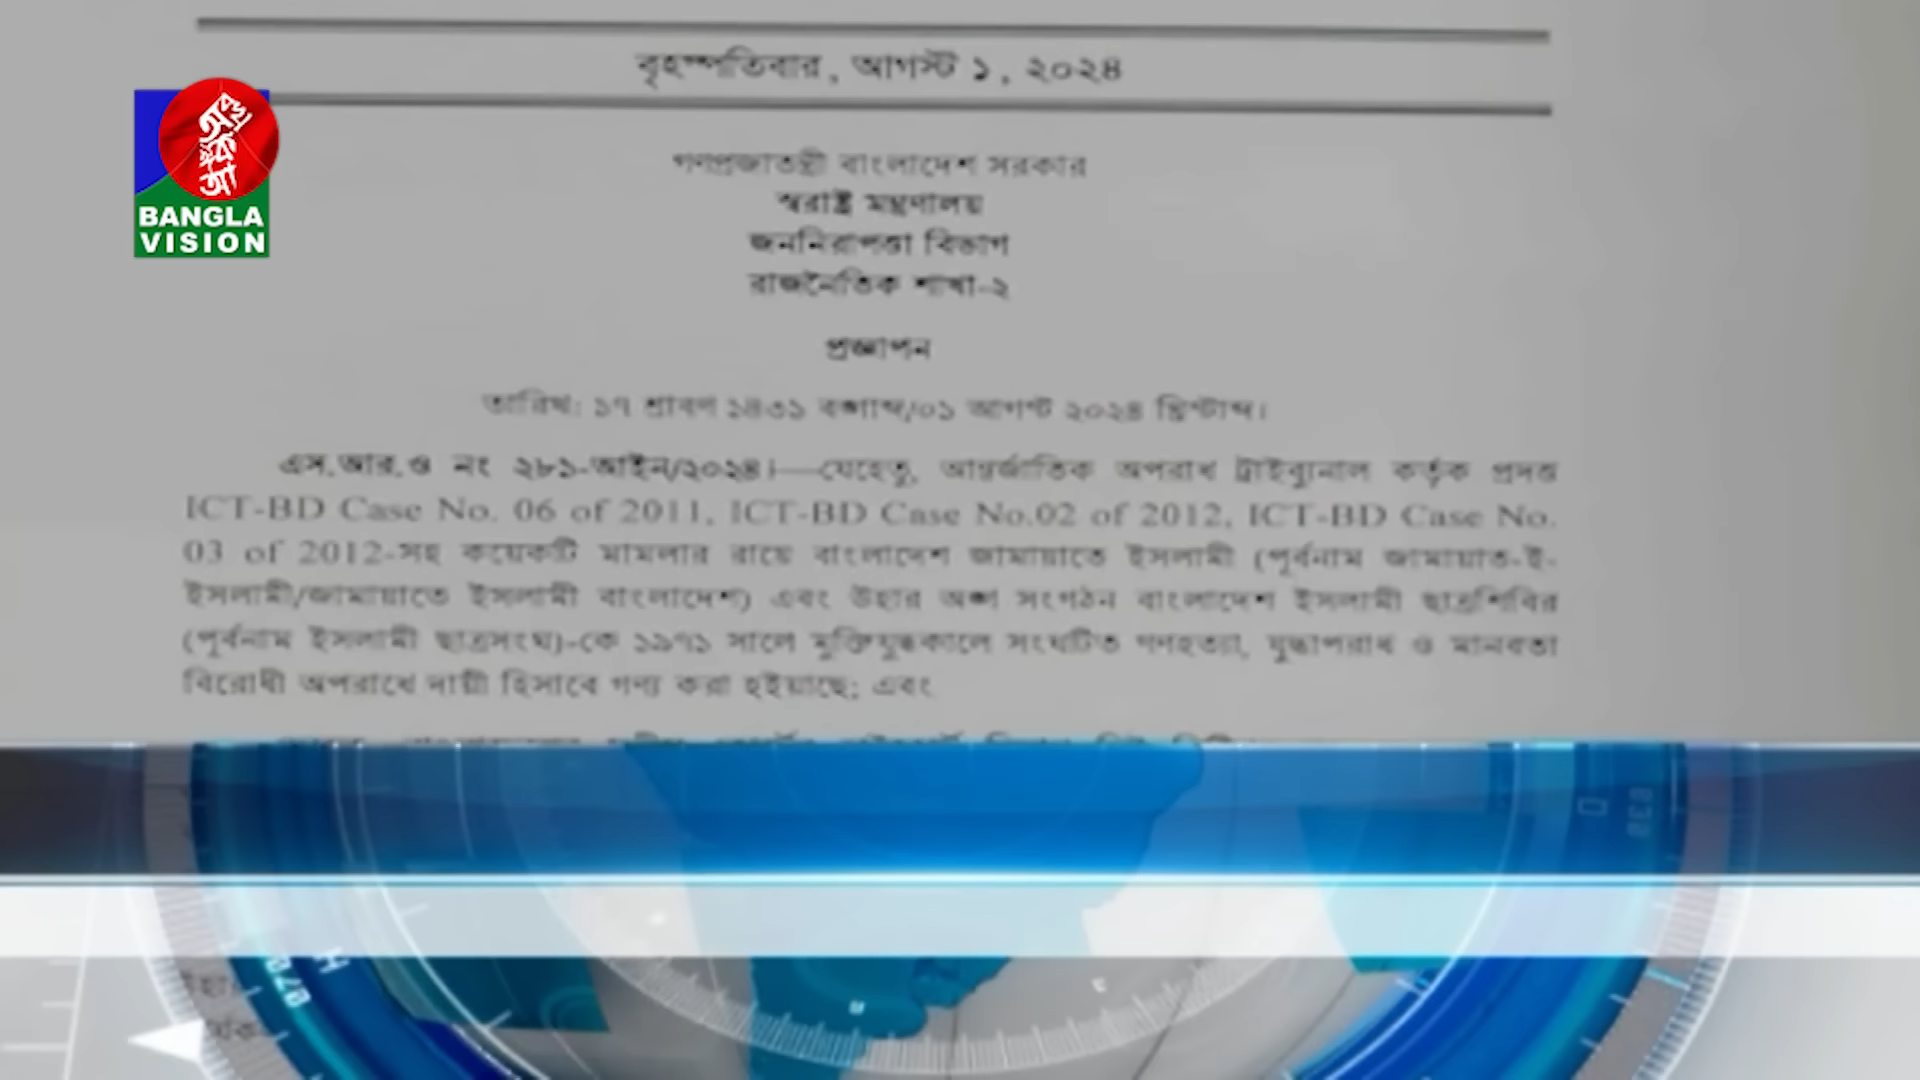 বৃহস্পতিবার, আগস্ট ১, ২০২৪
BANGLA
VISION
গণপ্রজাতন্ত্রী বাংলাদেশ সরকার
স্বরাষ্ট্র মন্ত্রণালয়
জননিরাপত্তা বিভাগ
রাজনৈতিক শাখা-২
প্রজ্ঞাপন
তারিখ: ১৭ শ্রাবণ ১৪৩১ বঙ্গাব্দ/০১ আগস্ট ২০২৪ খ্রিস্টাব্দ।
এস.আর.ও নং ২৮১-আইন/২০২৪।—যেহেতু, আন্তর্জাতিক অপরাধ ট্রাইব্যুনাল কর্তৃক প্রদত্ত
ICT-BD Case No. 06 of 2011, ICT-BD Case No.02 of 2012, ICT-BD Case No.
03 of 2012-সহ কয়েকটি মামলার রায়ে বাংলাদেশ জামায়াতে ইসলামী (পূর্বনাম জামায়াত-ই-
ইসলামী/জামায়াতে ইসলামী বাংলাদেশ) এবং উহার অঙ্গ সংগঠন বাংলাদেশ ইসলামী ছাত্রশিবির
(পূর্বনাম ইসলামী ছাত্রসংঘ)-কে ১৯৭১ সালে মুক্তিযুদ্ধকালে সংঘটিত গণহত্যা, যুদ্ধাপরাধ ও মানবতা
বিরোধী অপরাধে দায়ী হিসাবে গণ্য করা হইয়াছে; এবং
070